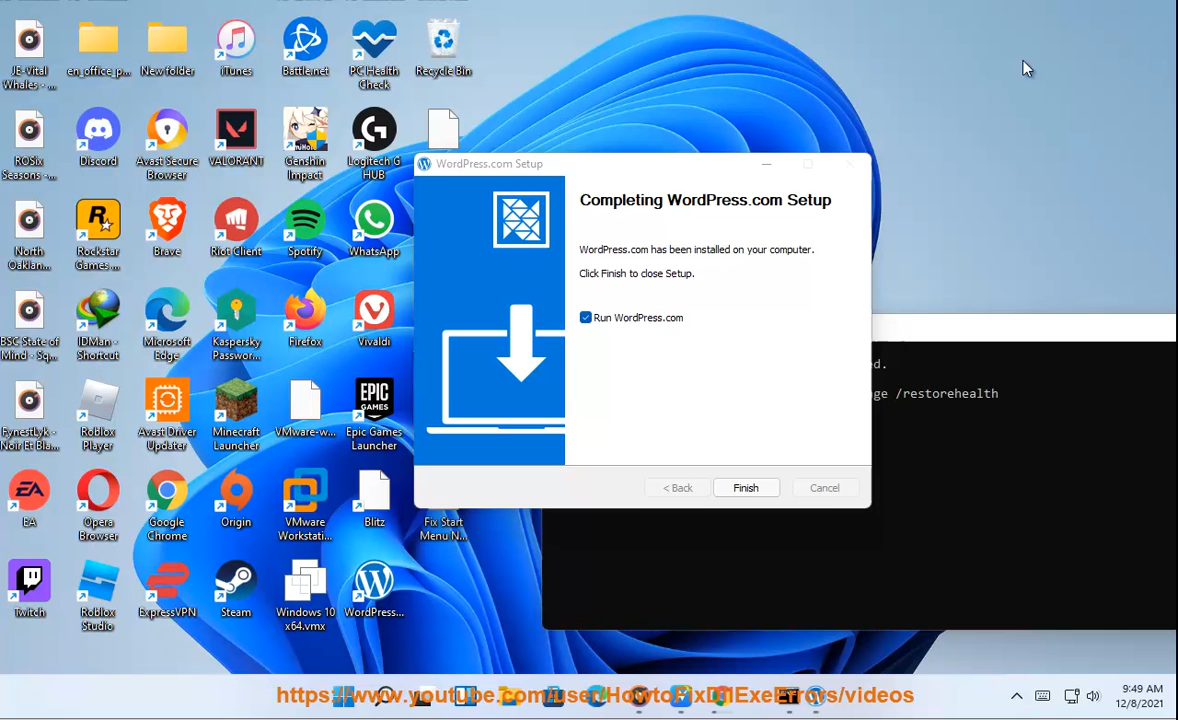 JE-Vital
Whales - ...
en_office_p...
New folder
iTunes
Battle.net
PC Health
Check
Recycle Bin
ROSix
Seasons -...
Discord
Avast Secure
Browser
VALORANT
Genshin
Impact
Logitech G
HUB
WordPress.com Setup
Completing WordPress.com Setup
WordPress.com has been installed on your computer.
Click Finish to close Setup.
Run WordPress.com
< Back
Finish
Cancel
North
Oaklan...
Rockstar
Games ...
Brave
Riot Client
Spotify
WhatsApp
BSC State of
Mind - Sq...
IDMan -
Shortcut
Microsoft
Edge
Kaspersky
Passwor...
Firefox
Vivaldi
ed.
ge /restorehealth
FynestLyk -
Noir Et Bla...
Roblox
Player
Avast Driver
Updater
Minecraft
Launcher
VMware-w...
EPIC
GAMES
Epic Games
Launcher
EA
EA
Opera
Browser
Google
Chrome
Origin
VMware
Workstati...
Blitz
Fix Start
Menu N...
Twitch
Roblox
Studio
ExpressVPN
Steam
Windows 10
x64.vmx
WordPress...
https://www.youtube.com/user/HowtoFixDllExeErrors/videos
9:49 AM
12/8/2021